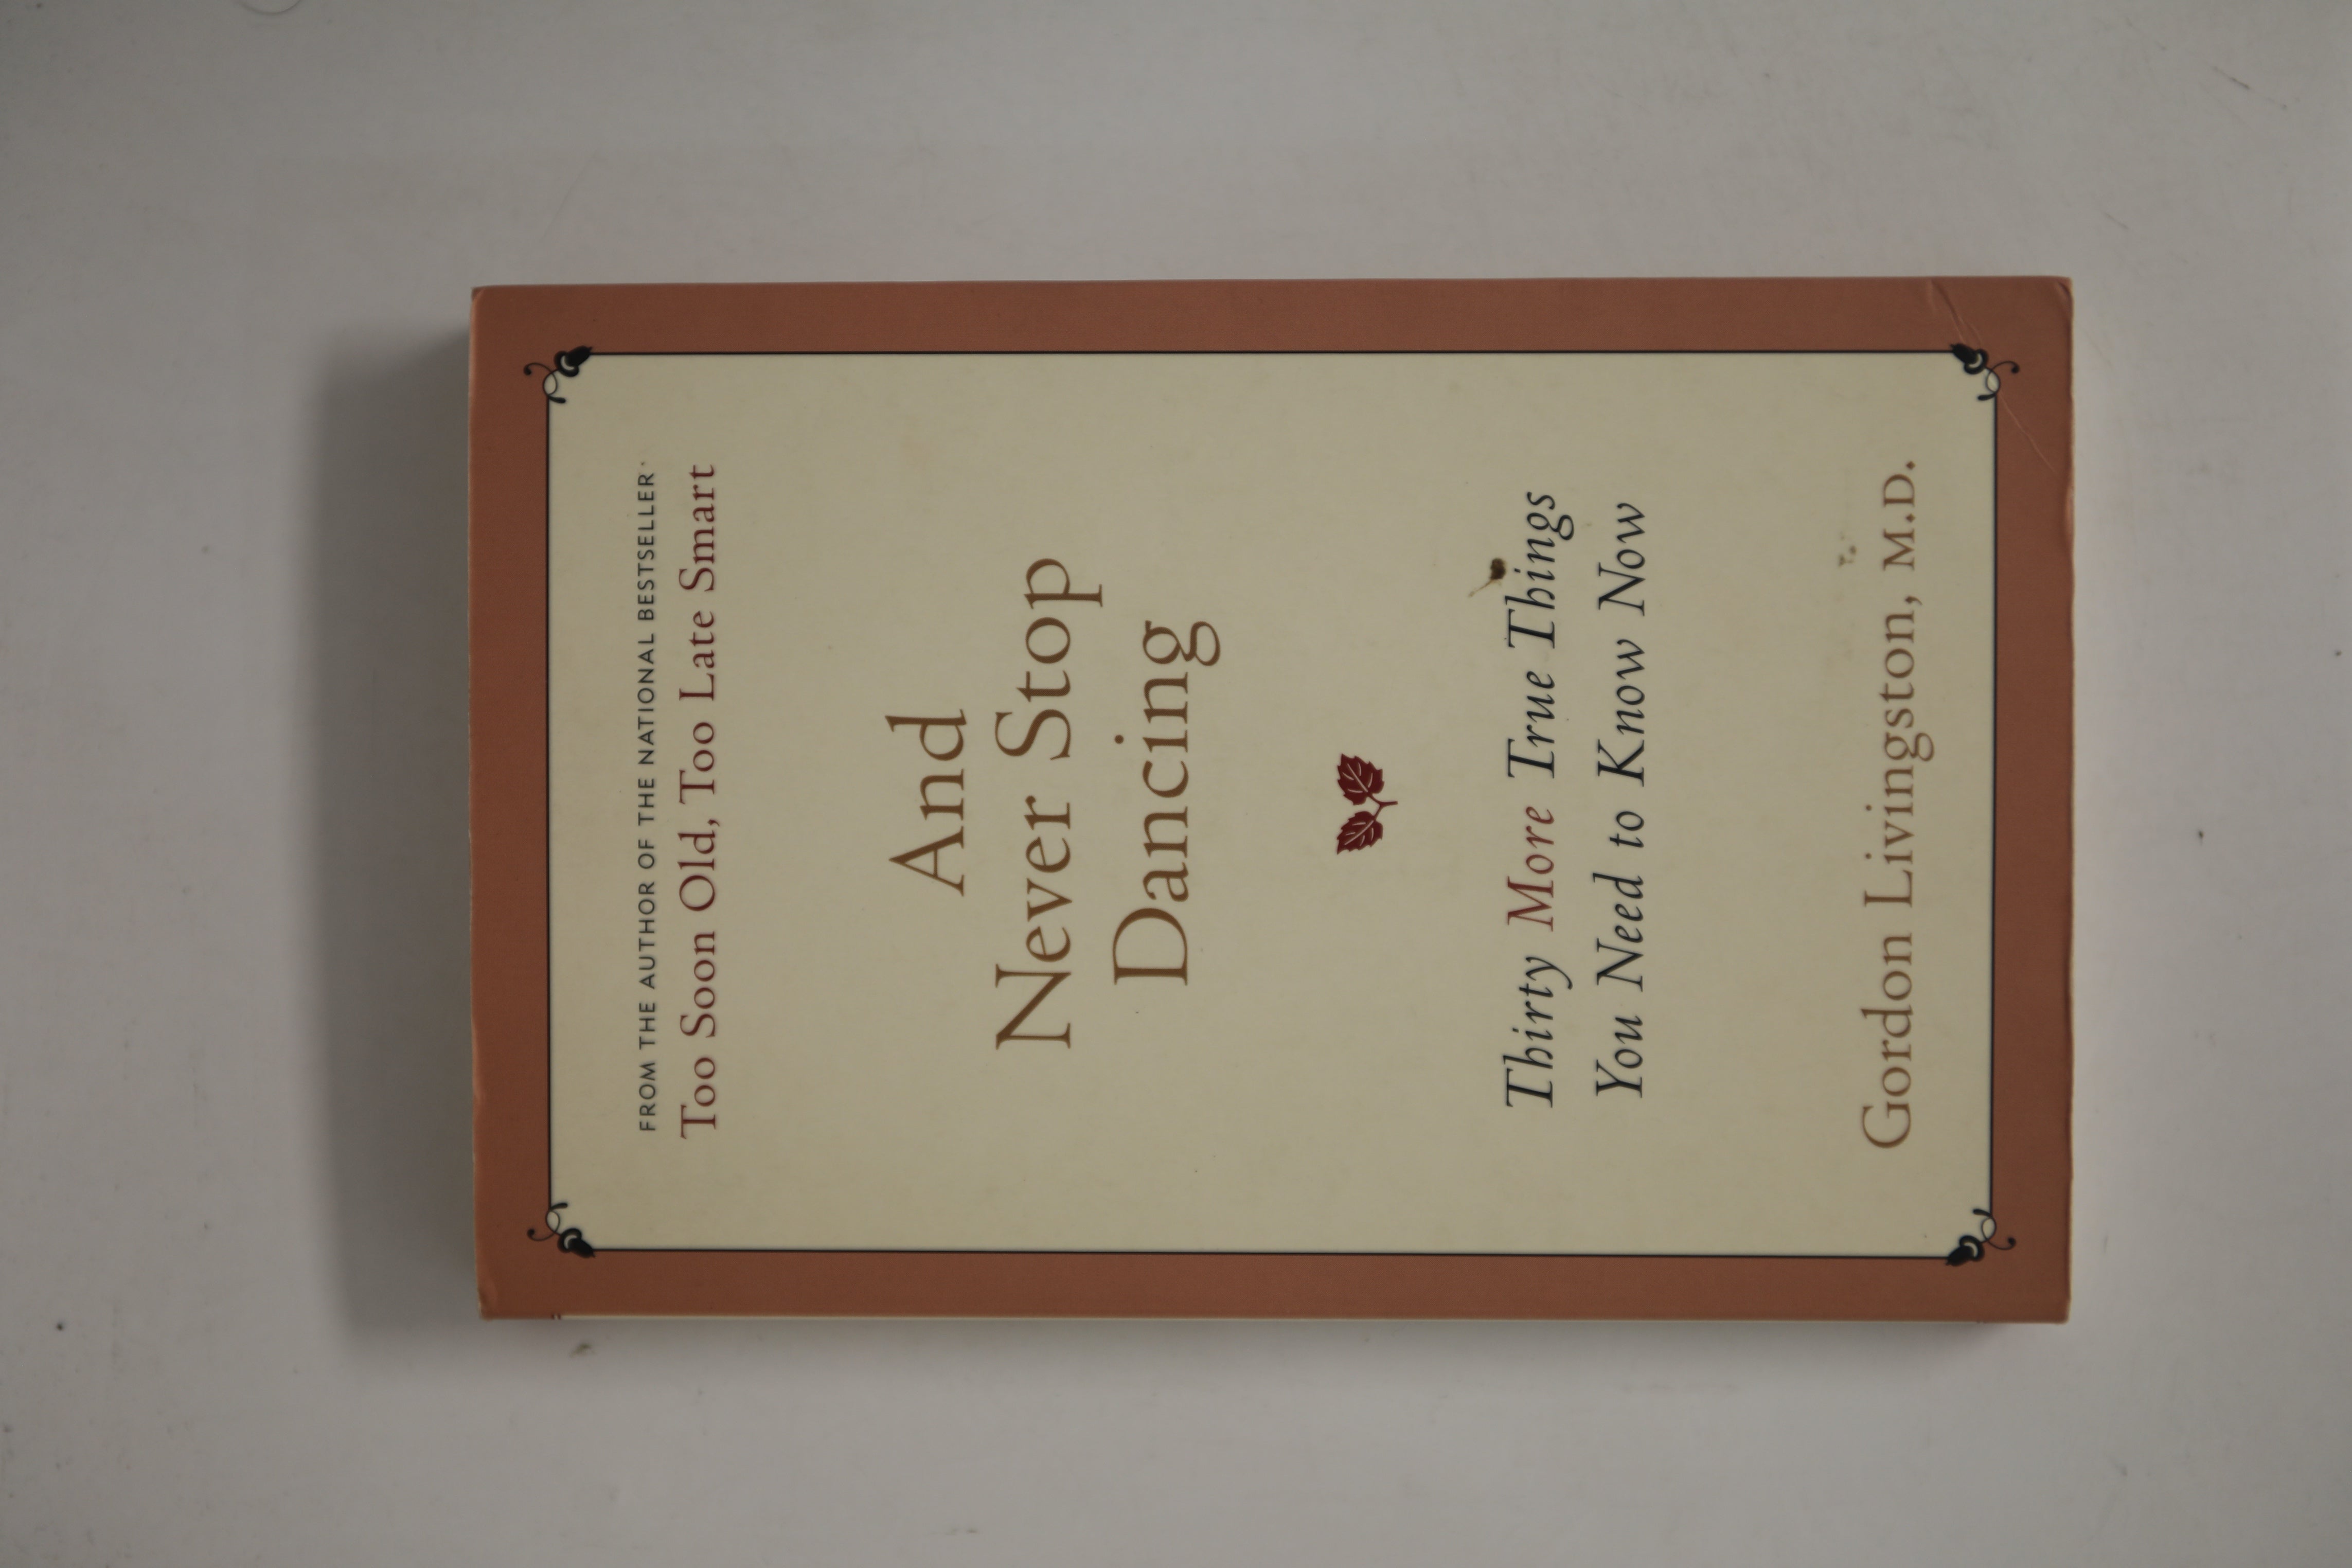 FROM THE AUTHOR OF THE NATIONAL BESTSELLER
Too Soon Old, Too Late Smart
And
Never Stop
Dancing
Thirty More True Things
You Need to Know Now
Gordon Livingston, M.D.